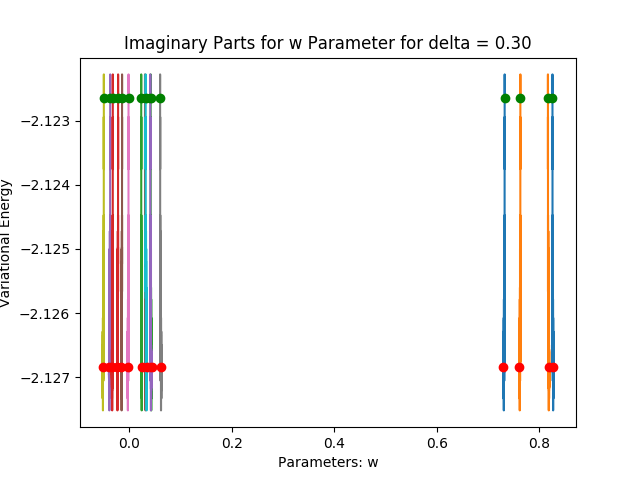 Imaginary Parts for w Parameter for delta = 0.30
Variational Energy
−2.123
−2.124
−2.125
−2.126
−2.127
0.0 0.2 0.4 0.6 0.8
Parameters: w